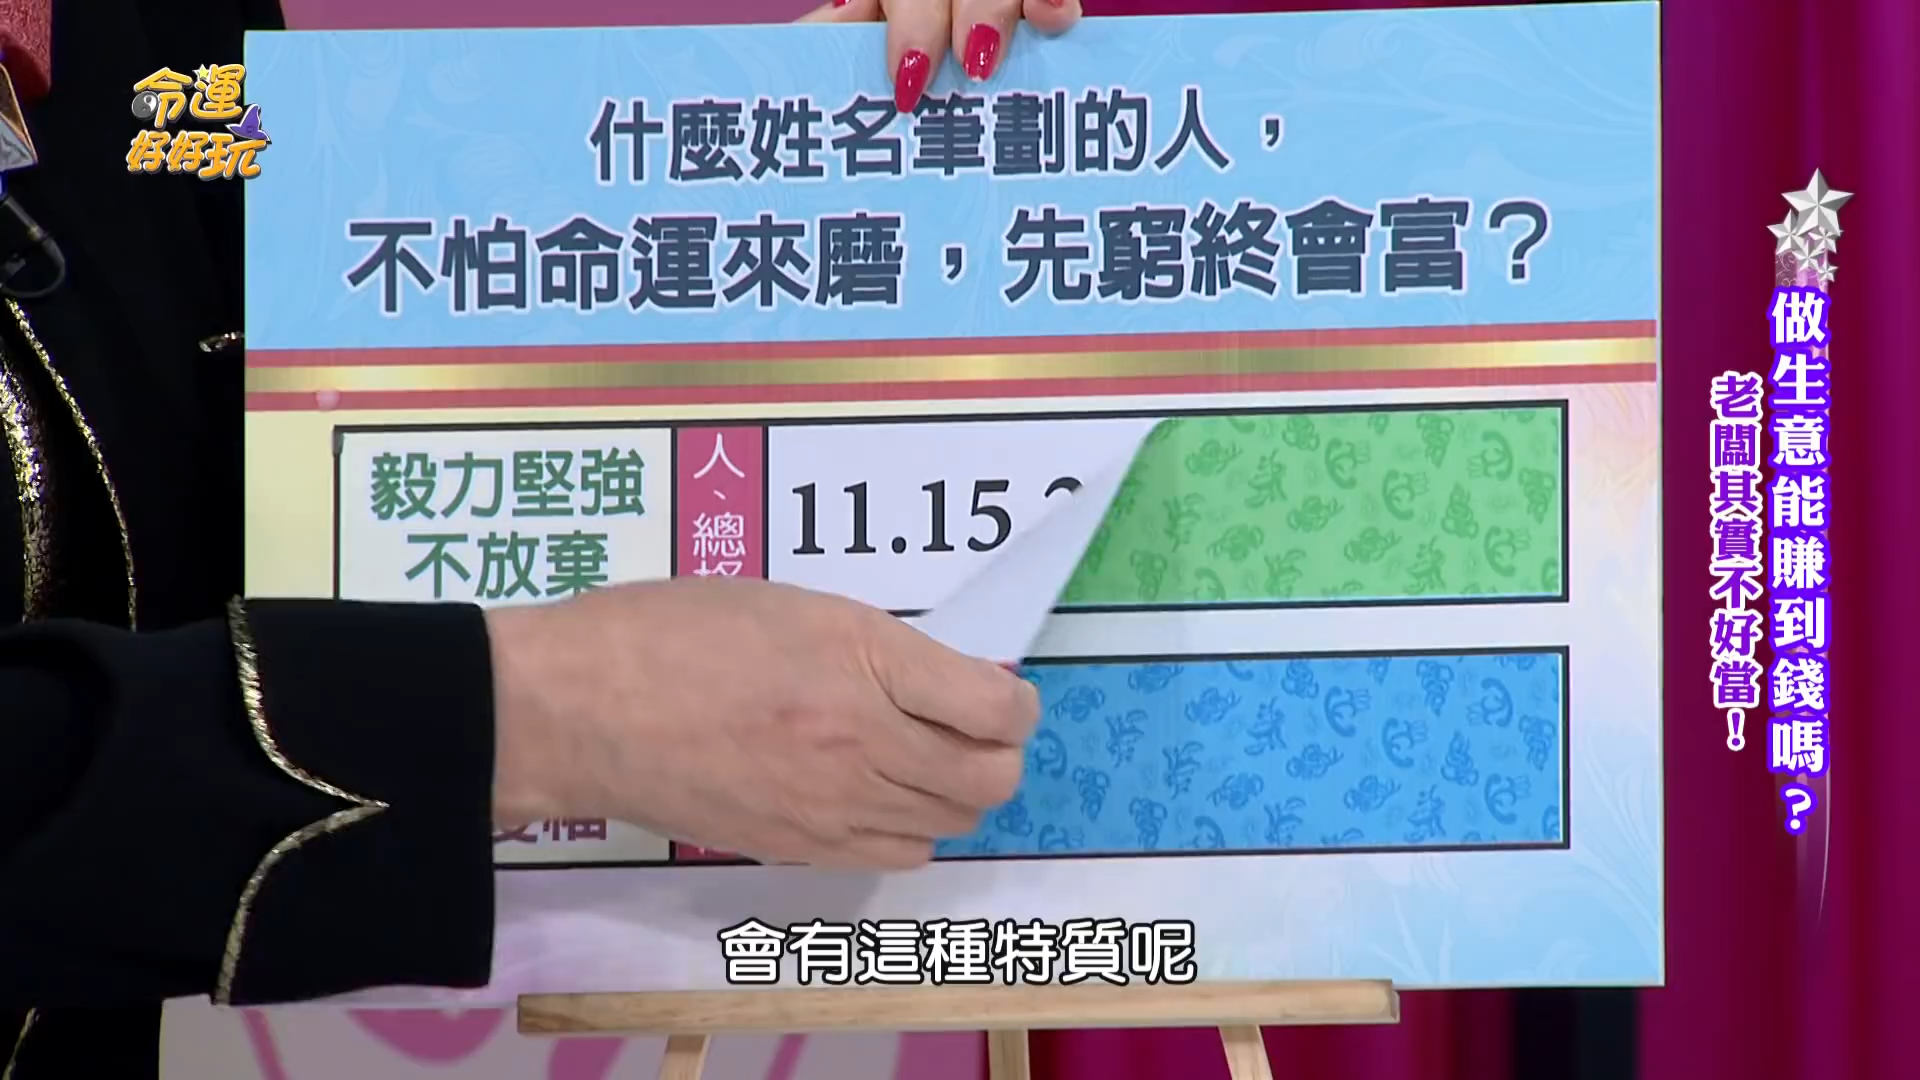 命運
好好玩
什麼姓名筆劃的人，
不怕命運來磨，先窮終會富？
毅力堅強
不放棄
人、總格
11.15
做生意能賺到錢嗎？
老闆其實不好當！
會有這種特質呢